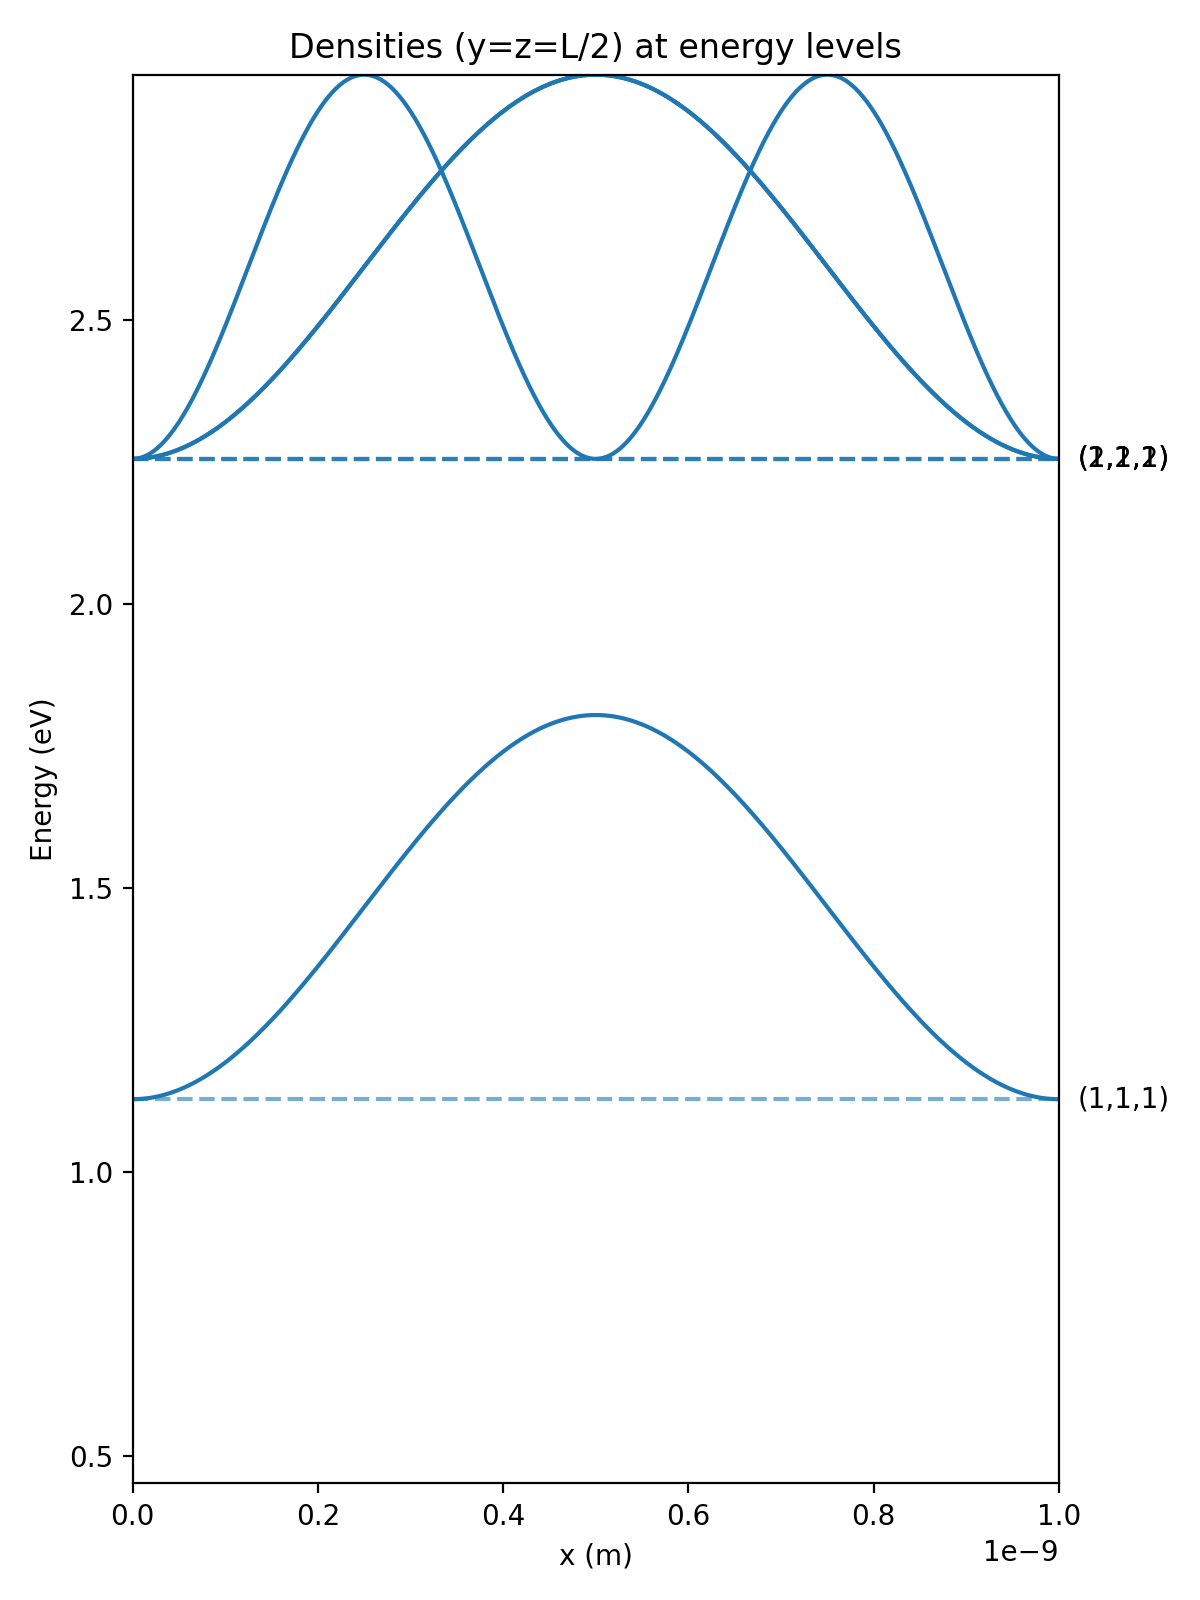 Densities (y=z=L/2) at energy levels
2.5
2.0
1.5
1.0
0.5
Energy (eV)
(1,1,1)
0.0 0.2 0.4 0.6 0.8 1.0
x (m)
1e−9